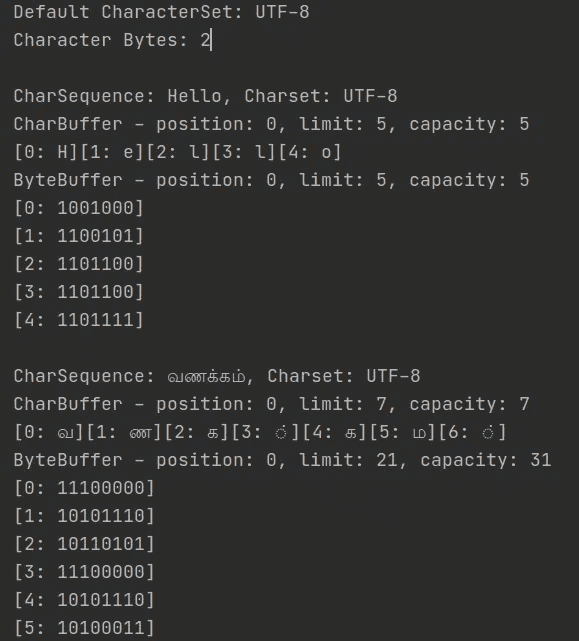 Default CharacterSet: UTF-8
Character Bytes: 2

CharSequence: Hello, Charset: UTF-8
CharBuffer - position: 0, limit: 5, capacity: 5
[0: H][1: e][2: l][3: l][4: o]
ByteBuffer - position: 0, limit: 5, capacity: 5
[0: 1001000]
[1: 1100101]
[2: 1101100]
[3: 1101100]
[4: 1101111]

CharSequence: வணக்கம், Charset: UTF-8
CharBuffer - position: 0, limit: 7, capacity: 7
[0: வ][1: ண][2: க][3: ்][4: க][5: ம][6: ்]
ByteBuffer - position: 0, limit: 21, capacity: 31
[0: 11100000]
[1: 10101110]
[2: 10110101]
[3: 11100000]
[4: 10101110]
[5: 10100011]